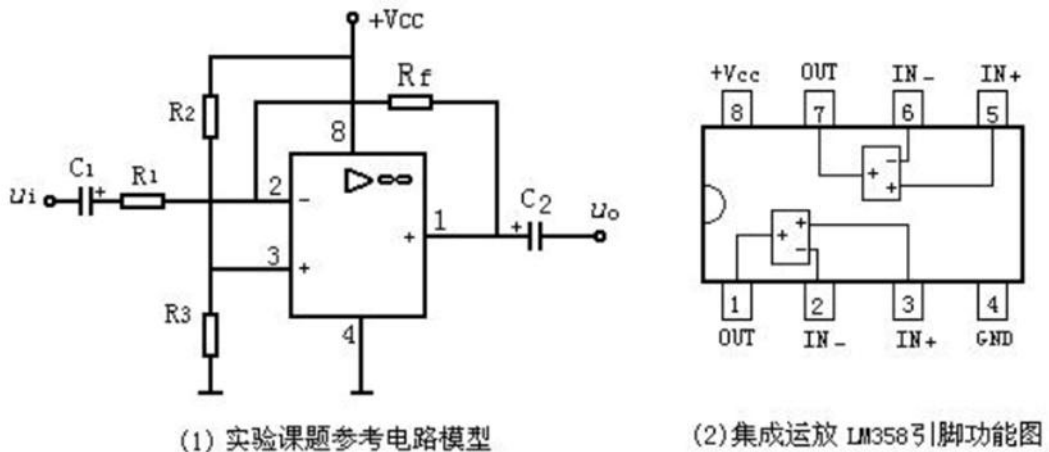 +Vcc
Rf
R2
8
C1
+
R1
ui
2
-
▷∞
1
+
C2
+
uo
3
+
R3
4
(1) 实验课题参考电路模型
+Vcc OUT IN- IN+
8 7 6 5
-
+
+
+
+
-
1 2 3 4
OUT IN- IN+ GND
(2)集成运放 LM358引脚功能图